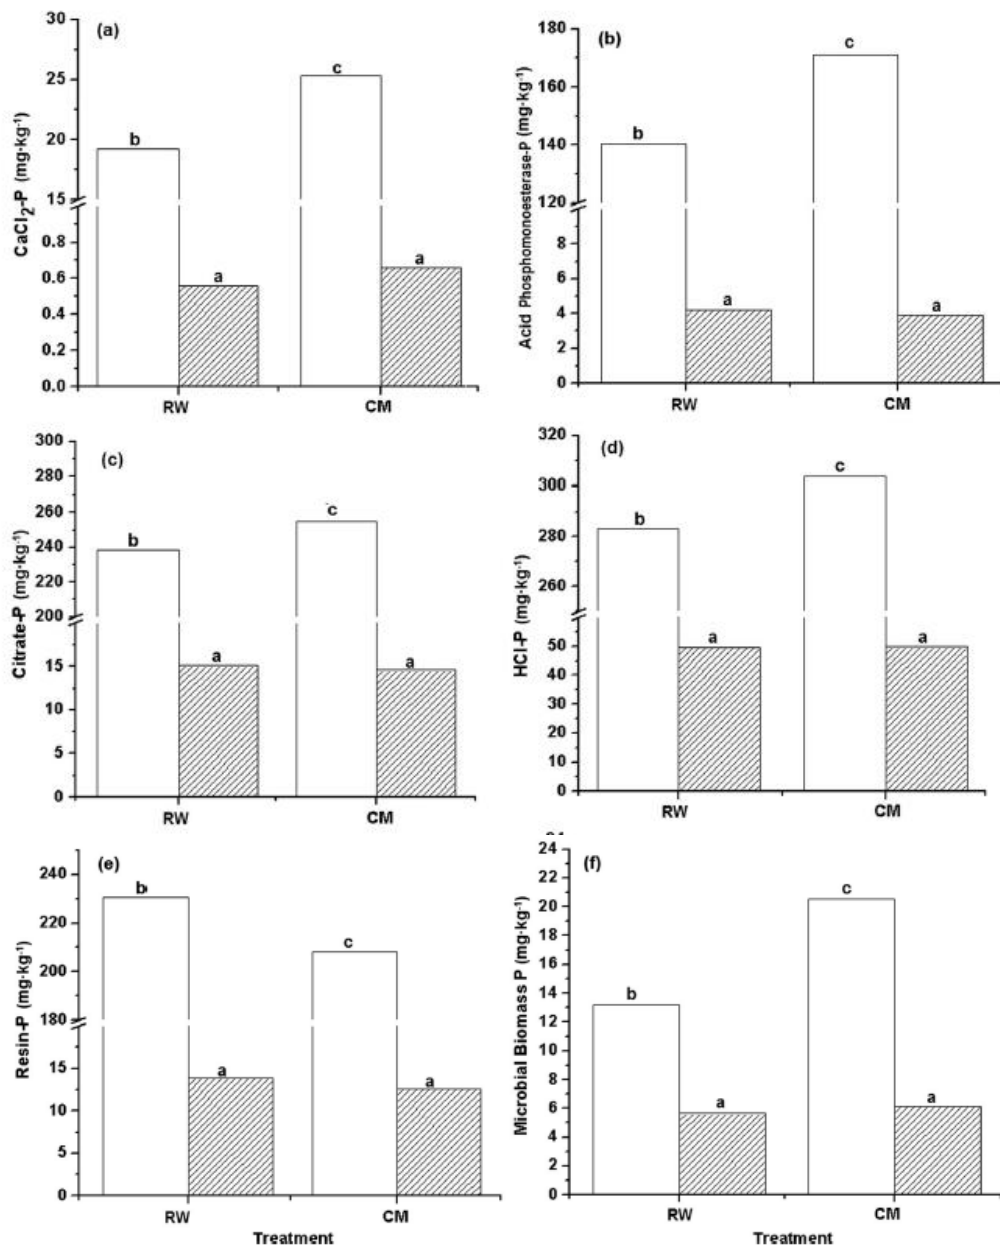 (a)
CaCl₂-P (mg·kg⁻¹)
30
25
20
15
0.8
0.6
0.4
0.2
0.0
b
a
c
a
RW
CM
(b)
Acid Phosphomonoesterase-P (mg·kg⁻¹)
180
160
140
120
8
6
4
2
0
b
a
c
a
RW
CM
(c)
Citrate-P (mg·kg⁻¹)
300
280
260
240
220
200
15
10
5
0
b
a
c
a
RW
CM
(d)
HCl-P (mg·kg⁻¹)
320
300
280
260
50
40
30
20
10
0
b
a
c
a
RW
CM
(e)
Resin-P (mg·kg⁻¹)
240
220
200
180
15
10
5
0
b
a
c
a
RW
CM
Treatment
(f)
Microbial Biomass P (mg·kg⁻¹)
24
22
20
18
16
14
12
10
8
6
4
2
0
b
a
c
a
RW
CM
Treatment